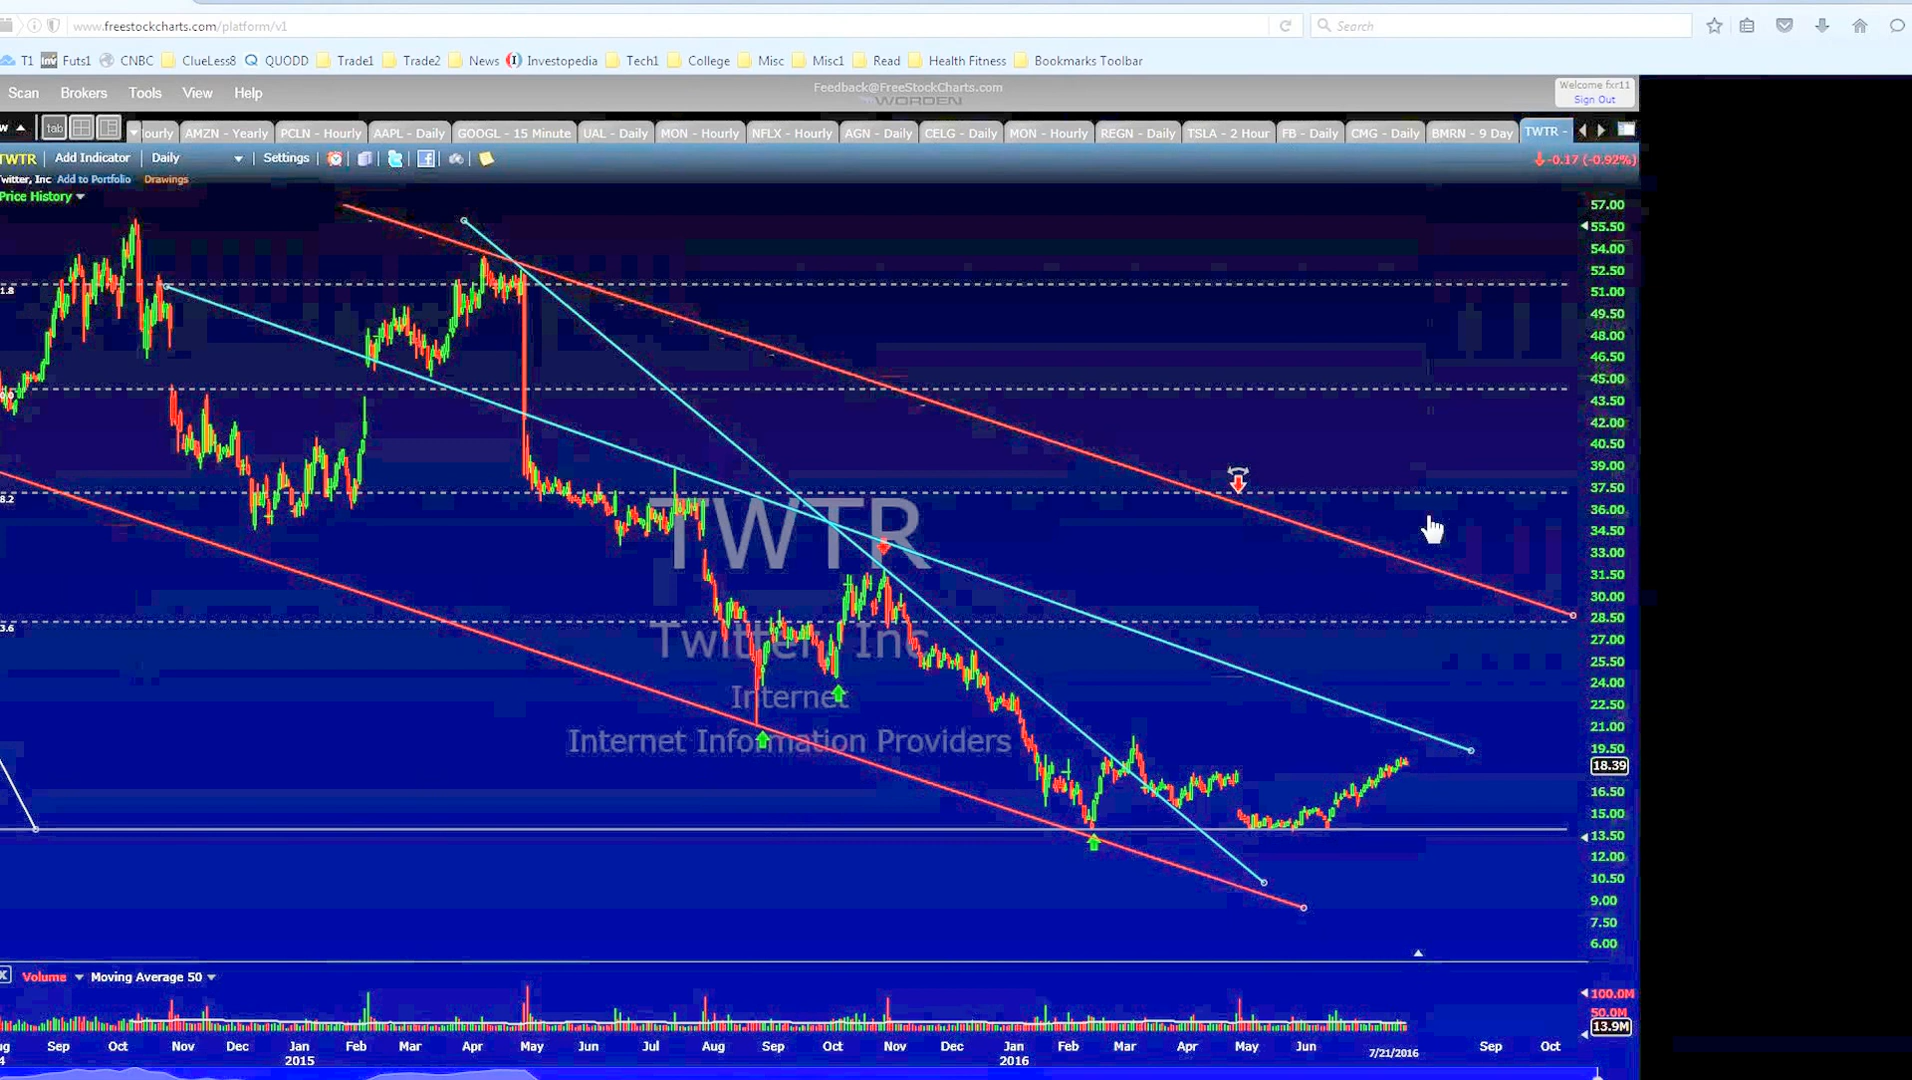 www.freestockcharts.com/platform/v1
Search
T1 Futs1 CNBC ClueLess8 QUODD Trade1 Trade2 News Investopedia Tech1 College Misc Misc1 Read Health Fitness Bookmarks Toolbar
Scan Brokers Tools View Help
Feedback@FreeStockCharts.com
WORDEN
Welcome fxr11
Sign Out
w tab ourly AMZN - Yearly PCLN - Hourly AAPL - Daily GOOGL - 15 Minute UAL - Daily MON - Hourly NFLX - Hourly AGN - Daily CELG - Daily MON - Hourly REGN - Daily TSLA - 2 Hour FB - Daily CMG - Daily BMRN - 9 Day TWTR -
TWTR Add Indicator Daily Settings
-0.17 (-0.92%)
Twitter, Inc Add to Portfolio Drawings
Price History
57.00
55.50
54.00
52.50
51.00
49.50
48.00
46.50
45.00
43.50
42.00
40.50
39.00
37.50
36.00
34.50
33.00
31.50
30.00
28.50
27.00
25.50
24.00
22.50
21.00
19.50
18.39
16.50
15.00
13.50
12.00
10.50
9.00
7.50
6.00
1.8
0.0
8.2
3.6
TWTR
Twitter, Inc
Internet
Internet Information Providers
X Volume Moving Average 50
100.0M
50.0M
13.9M
ug Sep Oct Nov Dec Jan Feb Mar Apr May Jun Jul Aug Sep Oct Nov Dec Jan Feb Mar Apr May Jun 7/21/2016 Sep Oct
4 2015 2016